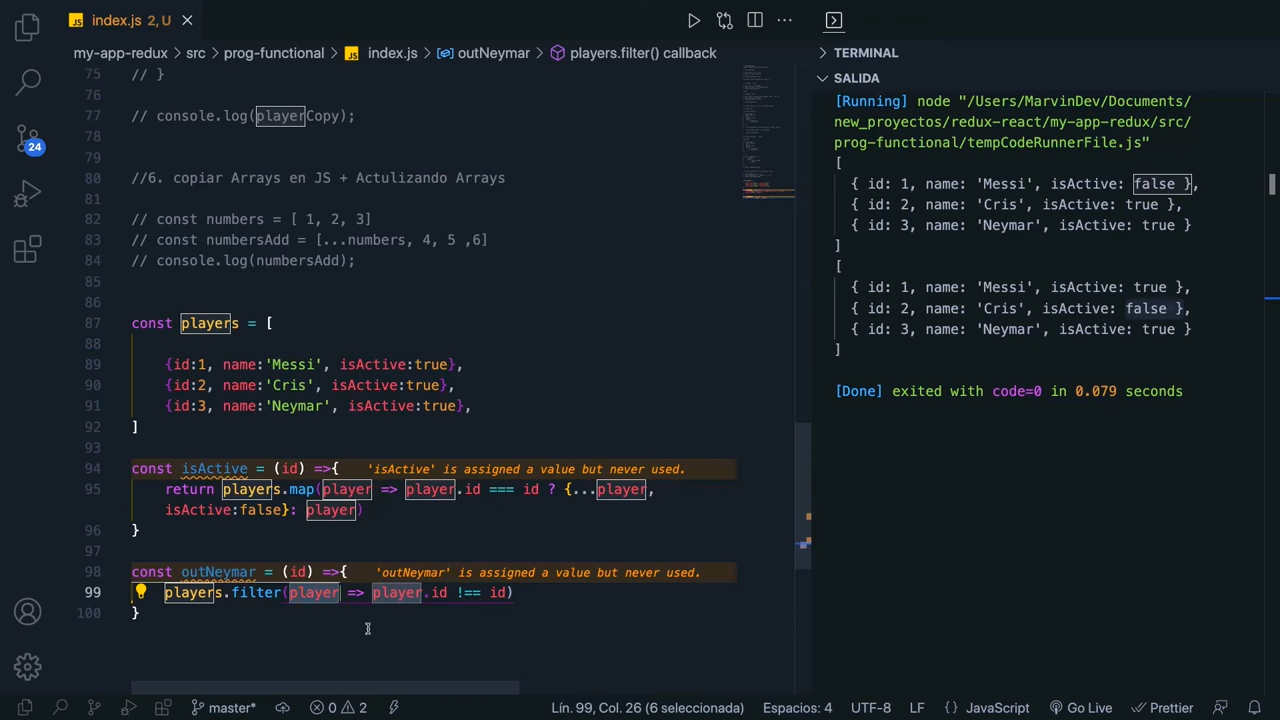 index.js 2, U
my-app-redux > src > prog-functional > index.js > outNeymar > players.filter() callback
75 // }
76
77 console.log(playerCopy);
78
79
80 //6. copiar Arrays en JS + Actulizando Arrays
81
82 // const numbers = [ 1, 2, 3]
83 // const numbersAdd = [...numbers, 4, 5 ,6]
84 // console.log(numbersAdd);
85
86
87 const players = [
88
89 {id:1, name:'Messi', isActive:true},
90 {id:2, name:'Cris', isActive:true},
91 {id:3, name:'Neymar', isActive:true},
92 ]
93
94 const isActive = (id) =>{ 'isActive' is assigned a value but never used.
95 return players.map(player => player.id === id ? {...player,
isActive:false}: player)
96 }
97
98 const outNeymar = (id) =>{ 'outNeymar' is assigned a value but never used.
99 players.filter(player => player.id !== id)
100 }
TERMINAL
SALIDA
[Running] node "/Users/MarvinDev/Documents/
new_proyectos/redux-react/my-app-redux/src/
prog-functional/tempCodeRunnerFile.js"
[
{ id: 1, name: 'Messi', isActive: false },
{ id: 2, name: 'Cris', isActive: true },
{ id: 3, name: 'Neymar', isActive: true }
]
[
{ id: 1, name: 'Messi', isActive: true },
{ id: 2, name: 'Cris', isActive: false },
{ id: 3, name: 'Neymar', isActive: true }
]
[Done] exited with code=0 in 0.079 seconds
24
master* 0 2 Lín. 99, Col. 26 (6 seleccionada) Espacios: 4 UTF-8 LF {} JavaScript Go Live Prettier